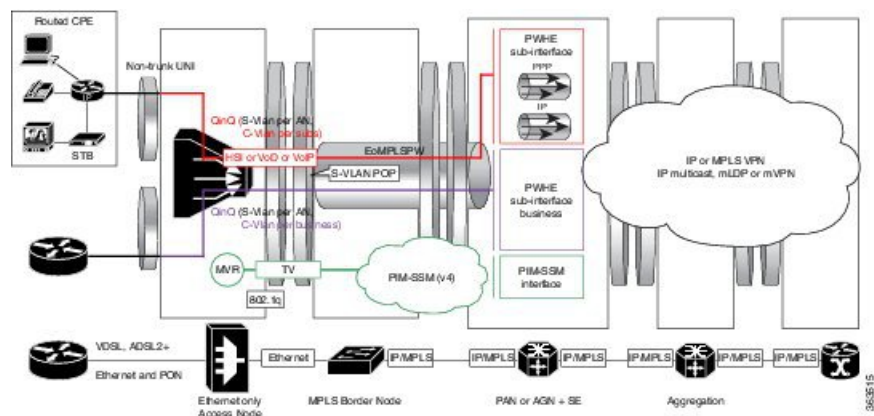 Routed CPE
STB
Non-trunk UNI
QinQ (S-Vlan per AN,
C-Vlan per subs)
HSI or VoD or VoIP
EoMPLSPW
S-VLAN POP
QinQ (S-Vlan per AN,
C-Vlan per business)
MVR
TV
802.1q
PIM-SSM (v4)
PWHE
sub-interface
PPP
IP
PWHE
sub-interface
business
PIM-SSM
interface
IP or MPLS VPN
IP multicast, mLDP or mVPN
VDSL, ADSL2+
Ethernet and PON
Ethernet
IP/MPLS
IP/MPLS
IP/MPLS
IP/MPLS
IP/MPLS
IP/MPLS
Ethernet only
Access Node
MPLS Border Node
PAN or AGN + SE
Aggregation
363515